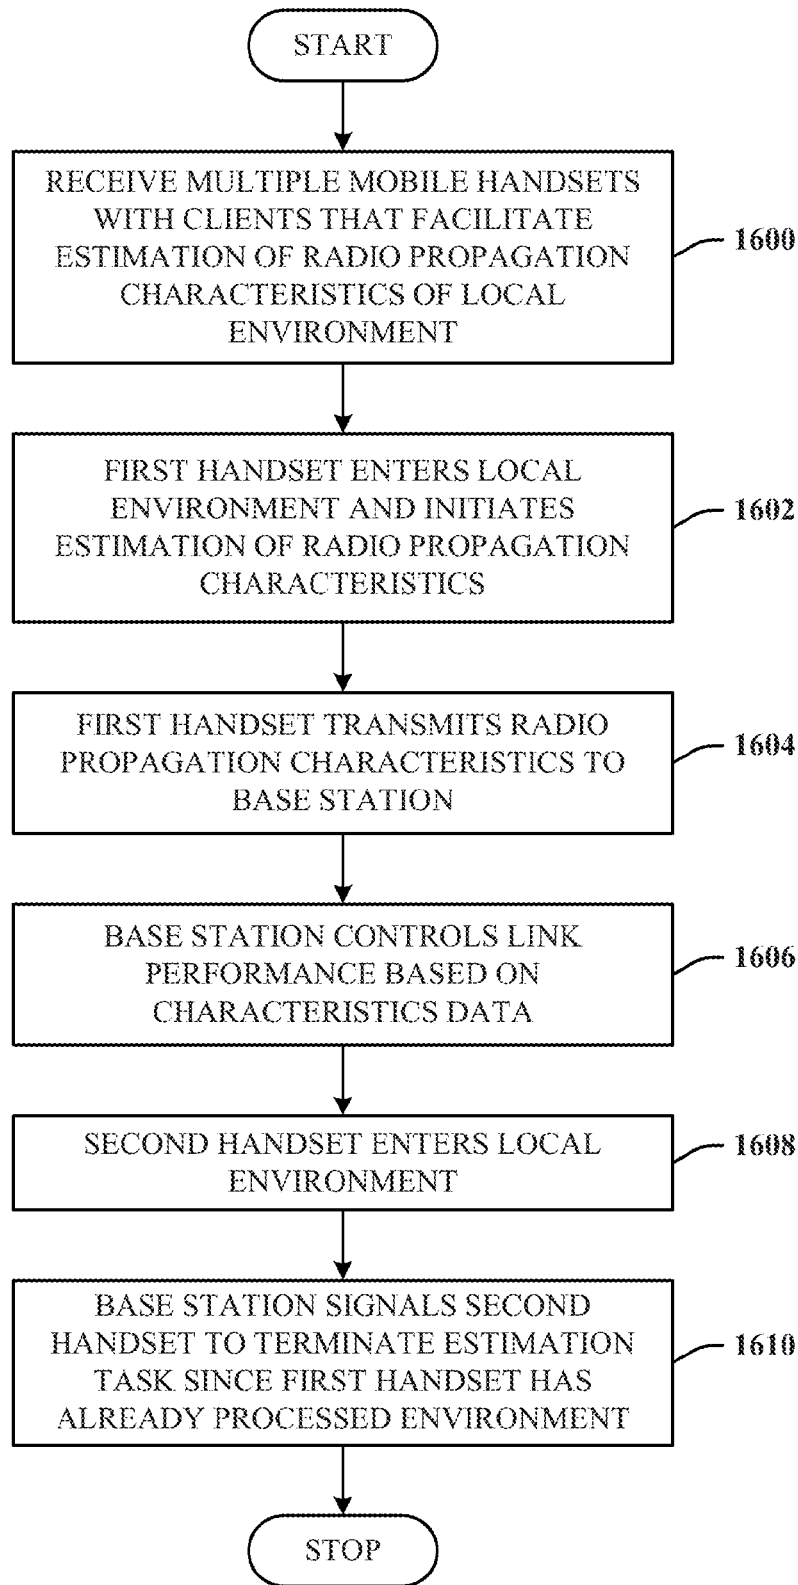 START
RECEIVE MULTIPLE MOBILE HANDSETS
WITH CLIENTS THAT FACILITATE
ESTIMATION OF RADIO PROPAGATION
CHARACTERISTICS OF LOCAL
ENVIRONMENT
1600
FIRST HANDSET ENTERS LOCAL
ENVIRONMENT AND INITIATES
ESTIMATION OF RADIO PROPAGATION
CHARACTERISTICS
1602
FIRST HANDSET TRANSMITS RADIO
PROPAGATION CHARACTERISTICS TO
BASE STATION
1604
BASE STATION CONTROLS LINK
PERFORMANCE BASED ON
CHARACTERISTICS DATA
1606
SECOND HANDSET ENTERS LOCAL
ENVIRONMENT
1608
BASE STATION SIGNALS SECOND
HANDSET TO TERMINATE ESTIMATION
TASK SINCE FIRST HANDSET HAS
ALREADY PROCESSED ENVIRONMENT
1610
STOP